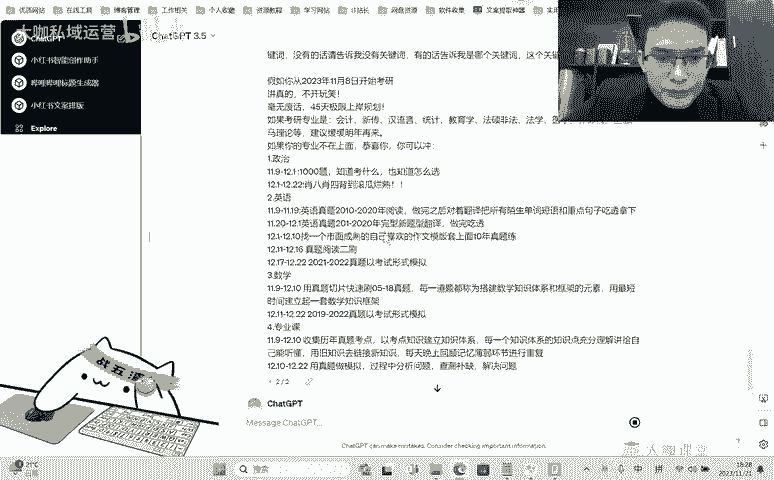 优质网站 在线工具 博客管理 工作相关 个人收藏 资源教程 学习网站 it站长 网盘资源 软件收集 文案提取神器
大咖私域运营
ChatGPT
ChatGPT 3.5
小红书智能创作助手
哔哩哔哩标题生成器
小红书文案排版
Explore
键词，没有的话请告诉我没有关键词，有的话告诉我是哪个关键词，这个关键
假如你从2023年11月8日开始考研
讲真的，不开玩笑！
毫无废话，45天极限上岸规划！
如果考研专业是：会计、新传、汉语言、统计、教育学、法硕非法、法学、
马理论等，建议缓缓明年再来。
如果你的专业不在上面，恭喜你，你可以冲：
1.政治
11.9-12.1:1000题，知道考什么，也知道怎么选
12.1-12.22:肖八肖四背到滚瓜烂熟！！
2.英语
11.9-11.19:英语真题2010-2020年阅读，做完之后对着翻译把所有陌生单词短语和重点句子吃透拿下
11.20-12.1英语真题201-2020年完型新题型翻译，做完吃透
12.1-12.10找一个市面成熟的自己喜欢的作文模版套上面10年真题练
12.11-12.16 真题阅读二刷
12.17-12.22 2021-2022真题以考试形式模拟
3.数学
11.9-12.10 用真题切片快速刷05-18真题，每一道题都称为搭建数学知识体系和框架的元素，用最短
时间建立起一套数学知识框架
12.11-12.22 2019-2022真题以考试形式模拟
4.专业课
11.9-12.10 收集历年真题考点，以考点知识建立知识体系，每一个知识体系的知识点充分理解讲给自
己能听懂，用旧知识去链接新知识，每天晚上回顾记忆薄弱环节进行重复
12.10-12.22 用真题做模拟，过程中分析问题，查漏补缺，解决问题
2/2
ChatGPT
Message ChatGPT...
ChatGPT can make mistakes. Consider checking important information.
21°C
搜索
中 拼
18:28
2023/11/21